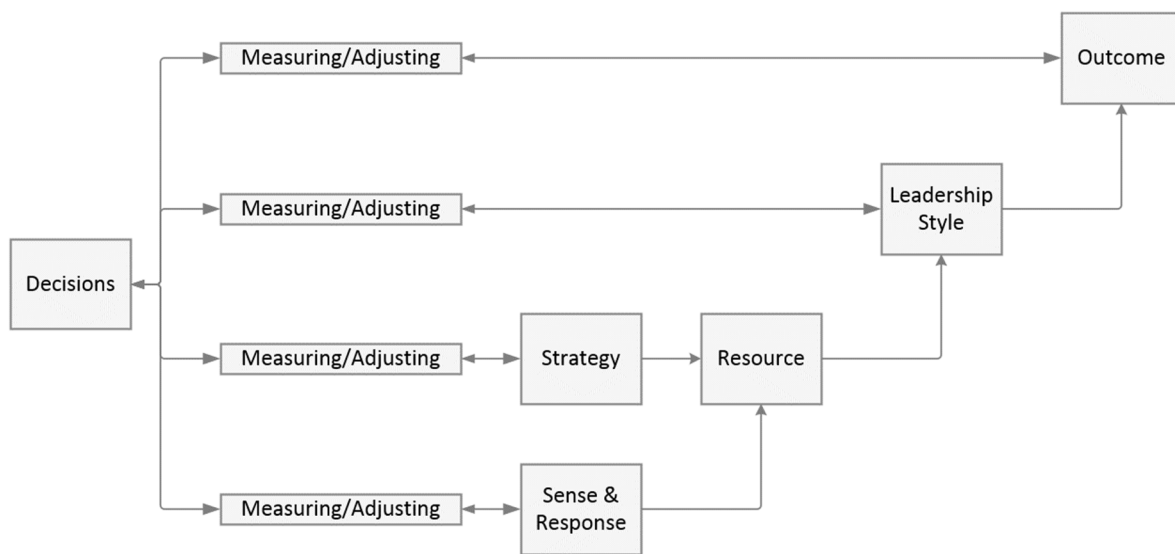 Measuring/Adjusting
Outcome
Measuring/Adjusting
Leadership
Style
Decisions
Measuring/Adjusting
Strategy
Resource
Measuring/Adjusting
Sense &
Response